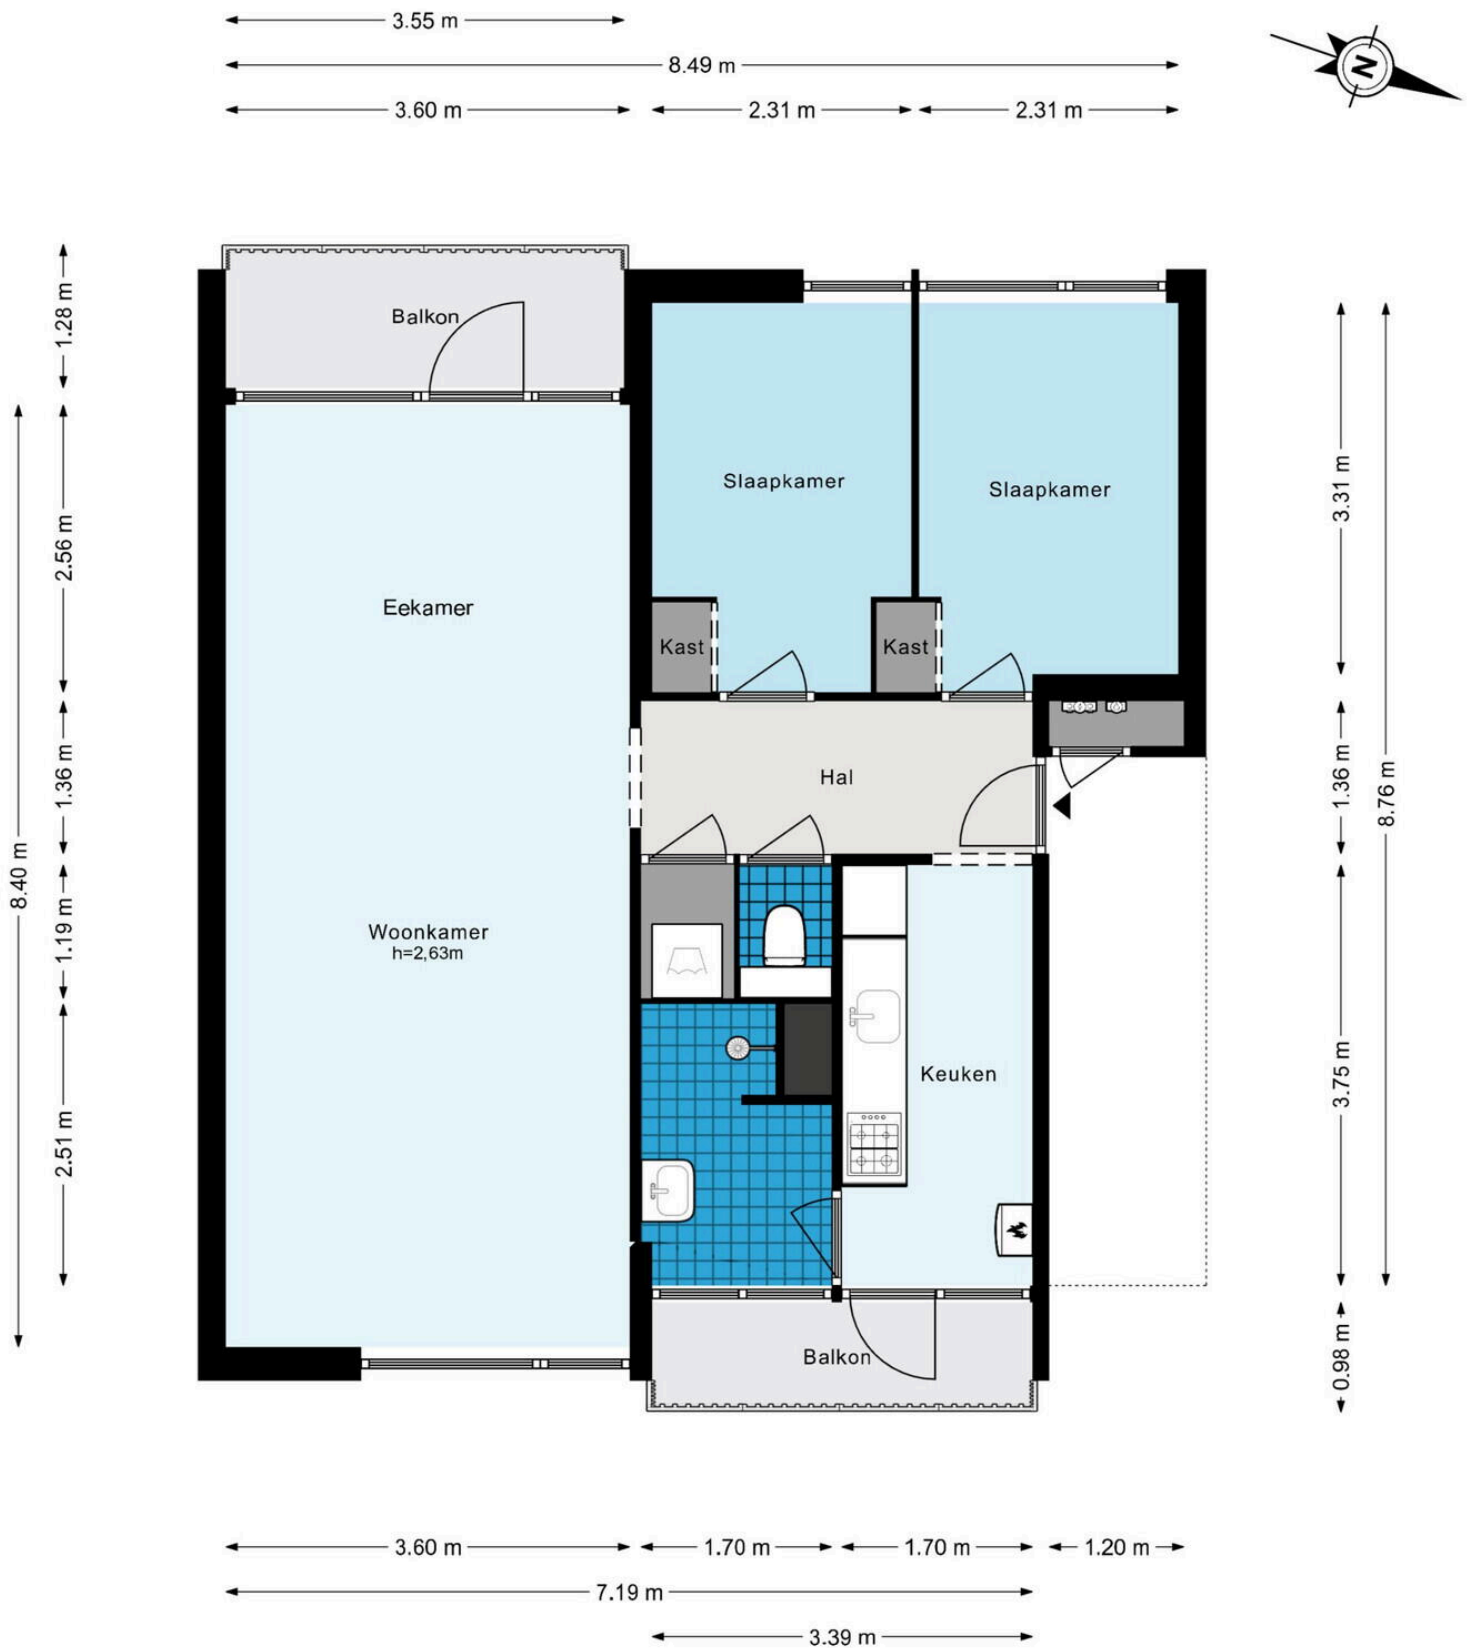 3.55 m
8.49 m
3.60 m
2.31 m
2.31 m
N
1.28 m
2.56 m
1.36 m
1.19 m
2.51 m
8.40 m
Balkon
Eekamer
Woonkamer
h=2,63m
Slaapkamer
Slaapkamer
Kast
Kast
Hal
Keuken
Balkon
3.31 m
1.36 m
8.76 m
3.75 m
0.98 m
3.60 m
1.70 m
1.70 m
1.20 m
7.19 m
3.39 m